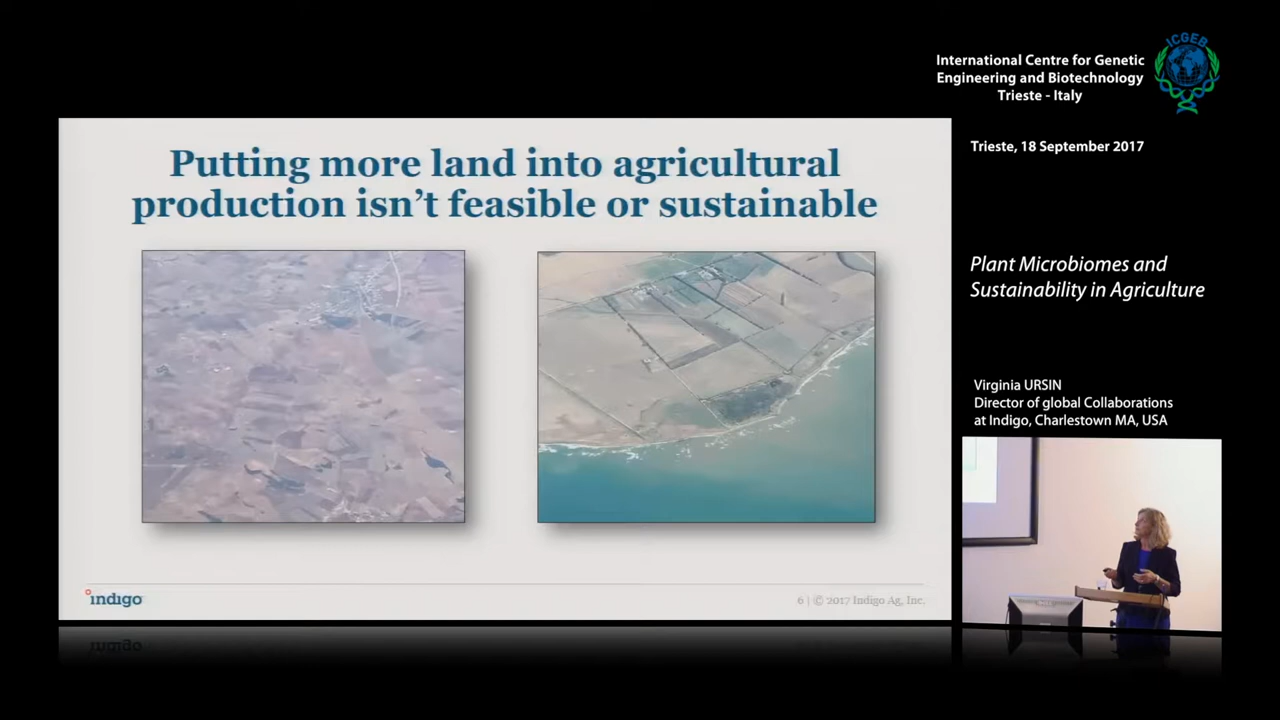 International Centre for Genetic
Engineering and Biotechnology
Trieste - Italy
ICGEB
Trieste, 18 September 2017
Putting more land into agricultural
production isn’t feasible or sustainable
Plant Microbiomes and
Sustainability in Agriculture
Virginia URSIN
Director of global Collaborations
at Indigo, Charlestown MA, USA
indigo
6 | © 2017 Indigo Ag, Inc.